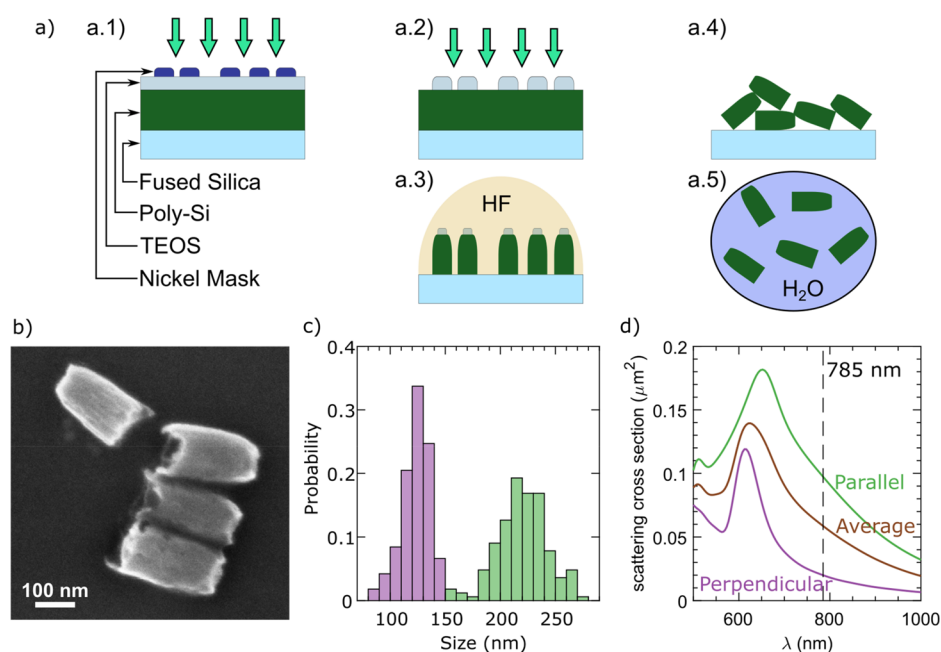 a)
a.1)
a.2)
a.4)
Fused Silica
Poly-Si
TEOS
Nickel Mask
a.3)
HF
a.5)
H₂O
b)
100 nm
c)
0.4
0.3
0.2
0.1
0
Probability
100
150
200
250
Size (nm)
d)
0.2
0.15
0.1
0.05
0
scattering cross section (μm²)
785 nm
Parallel
Average
Perpendicular
600
800
1000
λ (nm)